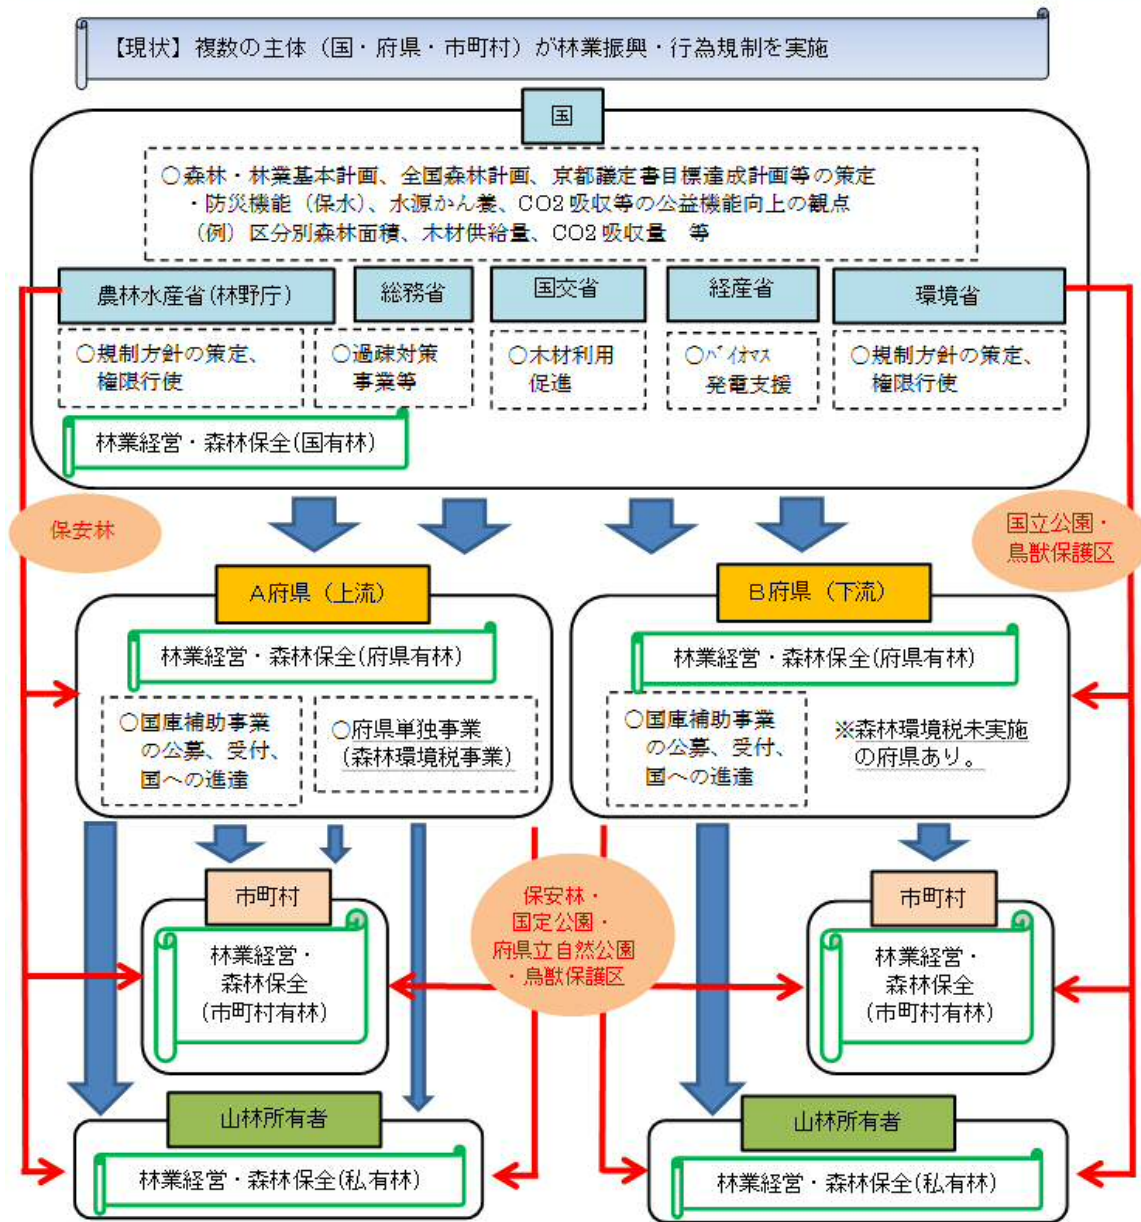 【現状】複数の主体（国・府県・市町村）が林業振興・行為規制を実施
国
○森林・林業基本計画、全国森林計画、京都議定書目標達成計画等の策定
・防災機能（保水）、水源かん養、CO2吸収等の公益機能向上の観点
（例）区分別森林面積、木材供給量、CO2吸収量　等
農林水産省(林野庁)
総務省
国交省
経産省
環境省
○規制方針の策定、
権限行使
○過疎対策
事業等
○木材利用
促進
○バイオマス
発電支援
○規制方針の策定、
権限行使
林業経営・森林保全(国有林)
保安林
国立公園・
鳥獣保護区
A府県（上流）
林業経営・森林保全(府県有林)
○国庫補助事業
の公募、受付、
国への進達
○府県単独事業
(森林環境税事業)
B府県（下流）
林業経営・森林保全(府県有林)
○国庫補助事業
の公募、受付、
国への進達
※森林環境税未実施
の府県あり。
保安林・
国定公園・
府県立自然公園
・鳥獣保護区
市町村
林業経営・
森林保全
(市町村有林)
市町村
林業経営・
森林保全
(市町村有林)
山林所有者
林業経営・森林保全(私有林)
山林所有者
林業経営・森林保全(私有林)